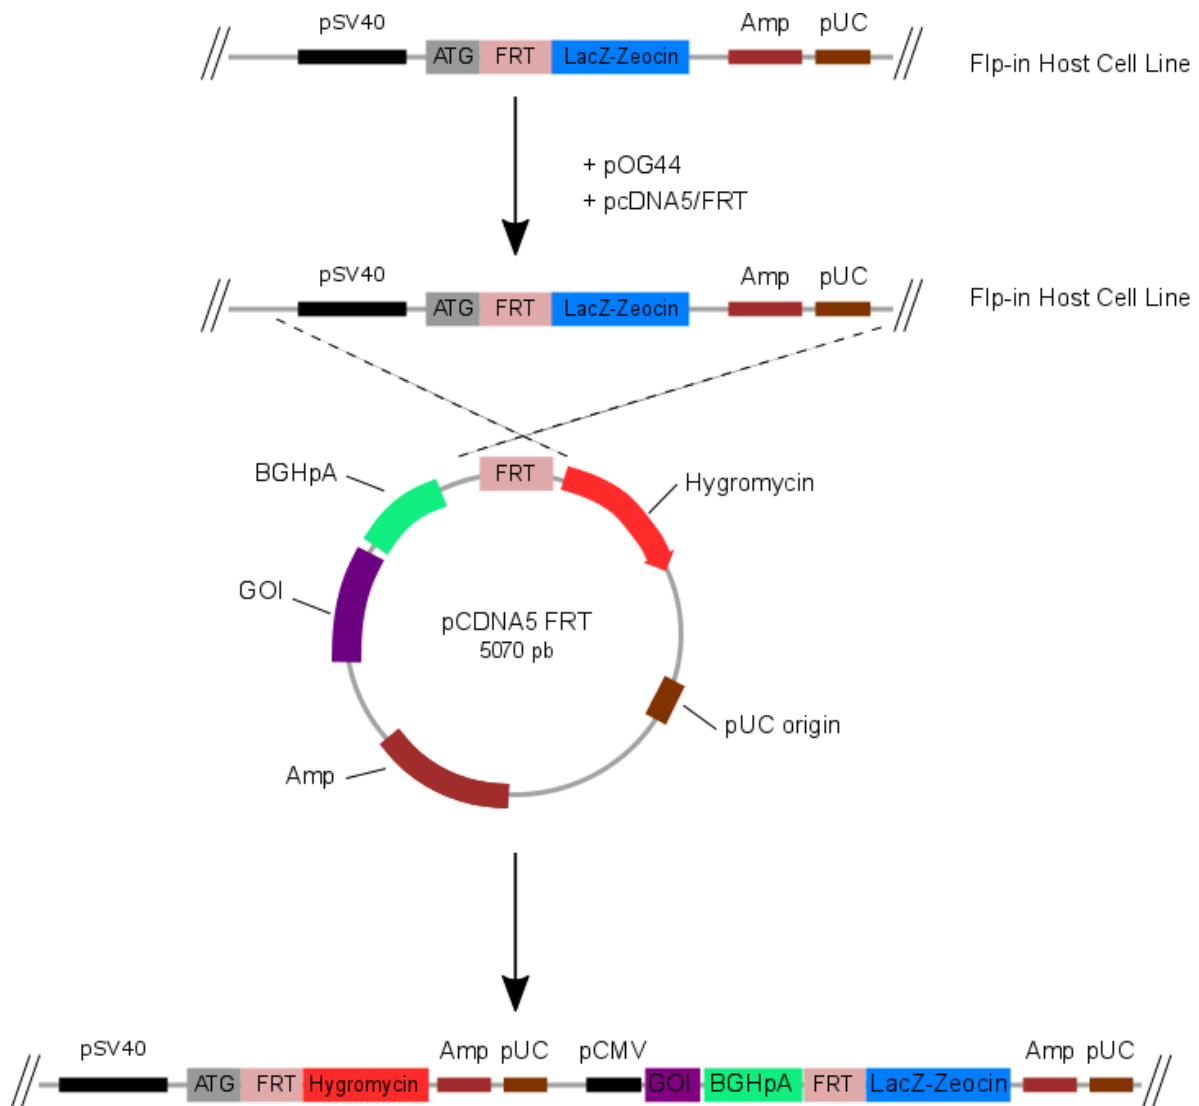 pSV40 Amp pUC
ATG FRT LacZ-Zeocin
Flp-in Host Cell Line
+ pOG44
+ pcDNA5/FRT
pSV40 Amp pUC
ATG FRT LacZ-Zeocin
Flp-in Host Cell Line
BGHpA
FRT
Hygromycin
GOI
pCDNA5 FRT
5070 pb
pUC origin
Amp
pSV40 Amp pUC pCMV Amp pUC
ATG FRT Hygromycin GOI BGHpA FRT LacZ-Zeocin